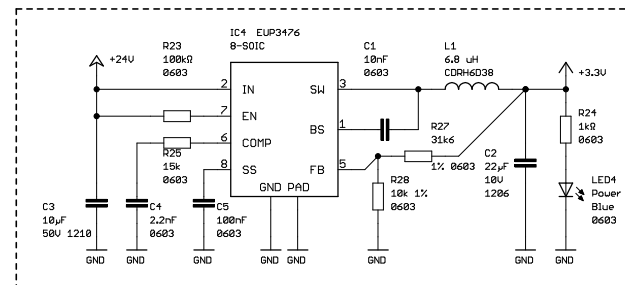 IC4 EUP3476
8-SOIC
+24V
R23
100kΩ
0603
2 IN
7 EN
6 COMP
8 SS
SW 3
BS 1
FB 5
GND PAD
C1
10nF
0603
L1
6.8 uH
CDRH6D38
+3.3V
R24
1kΩ
0603
R27
31k6
1% 0603
R25
15k
0603
R28
10k 1%
0603
C2
22µF
10V
1206
LED4
Power
Blue
0603
C3
10µF
50V 1210
C4
2.2nF
0603
C5
100nF
0603
GND
GND
GND
GND
GND
GND
GND
GND